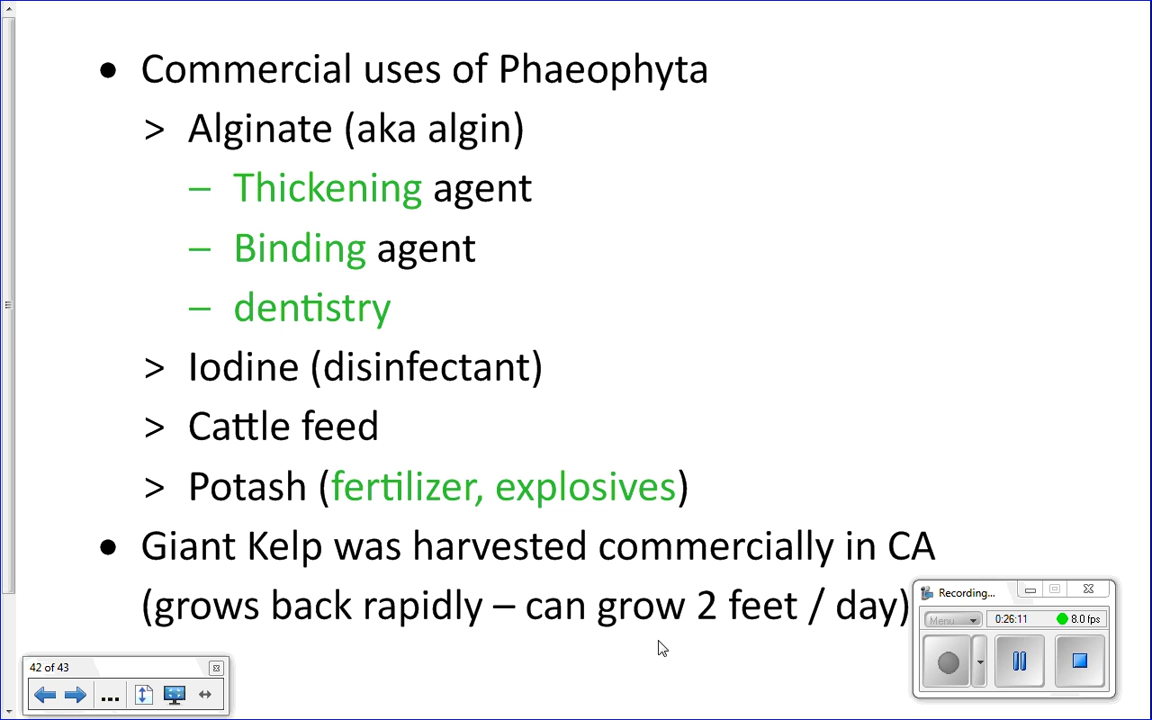 • Commercial uses of Phaeophyta
> Alginate (aka algin)
– Thickening agent
– Binding agent
– dentistry
> Iodine (disinfectant)
> Cattle feed
> Potash (fertilizer, explosives)
• Giant Kelp was harvested commercially in CA
(grows back rapidly – can grow 2 feet / day)
Recording...
Menu
0:26:11
8.0 fps
42 of 43
...